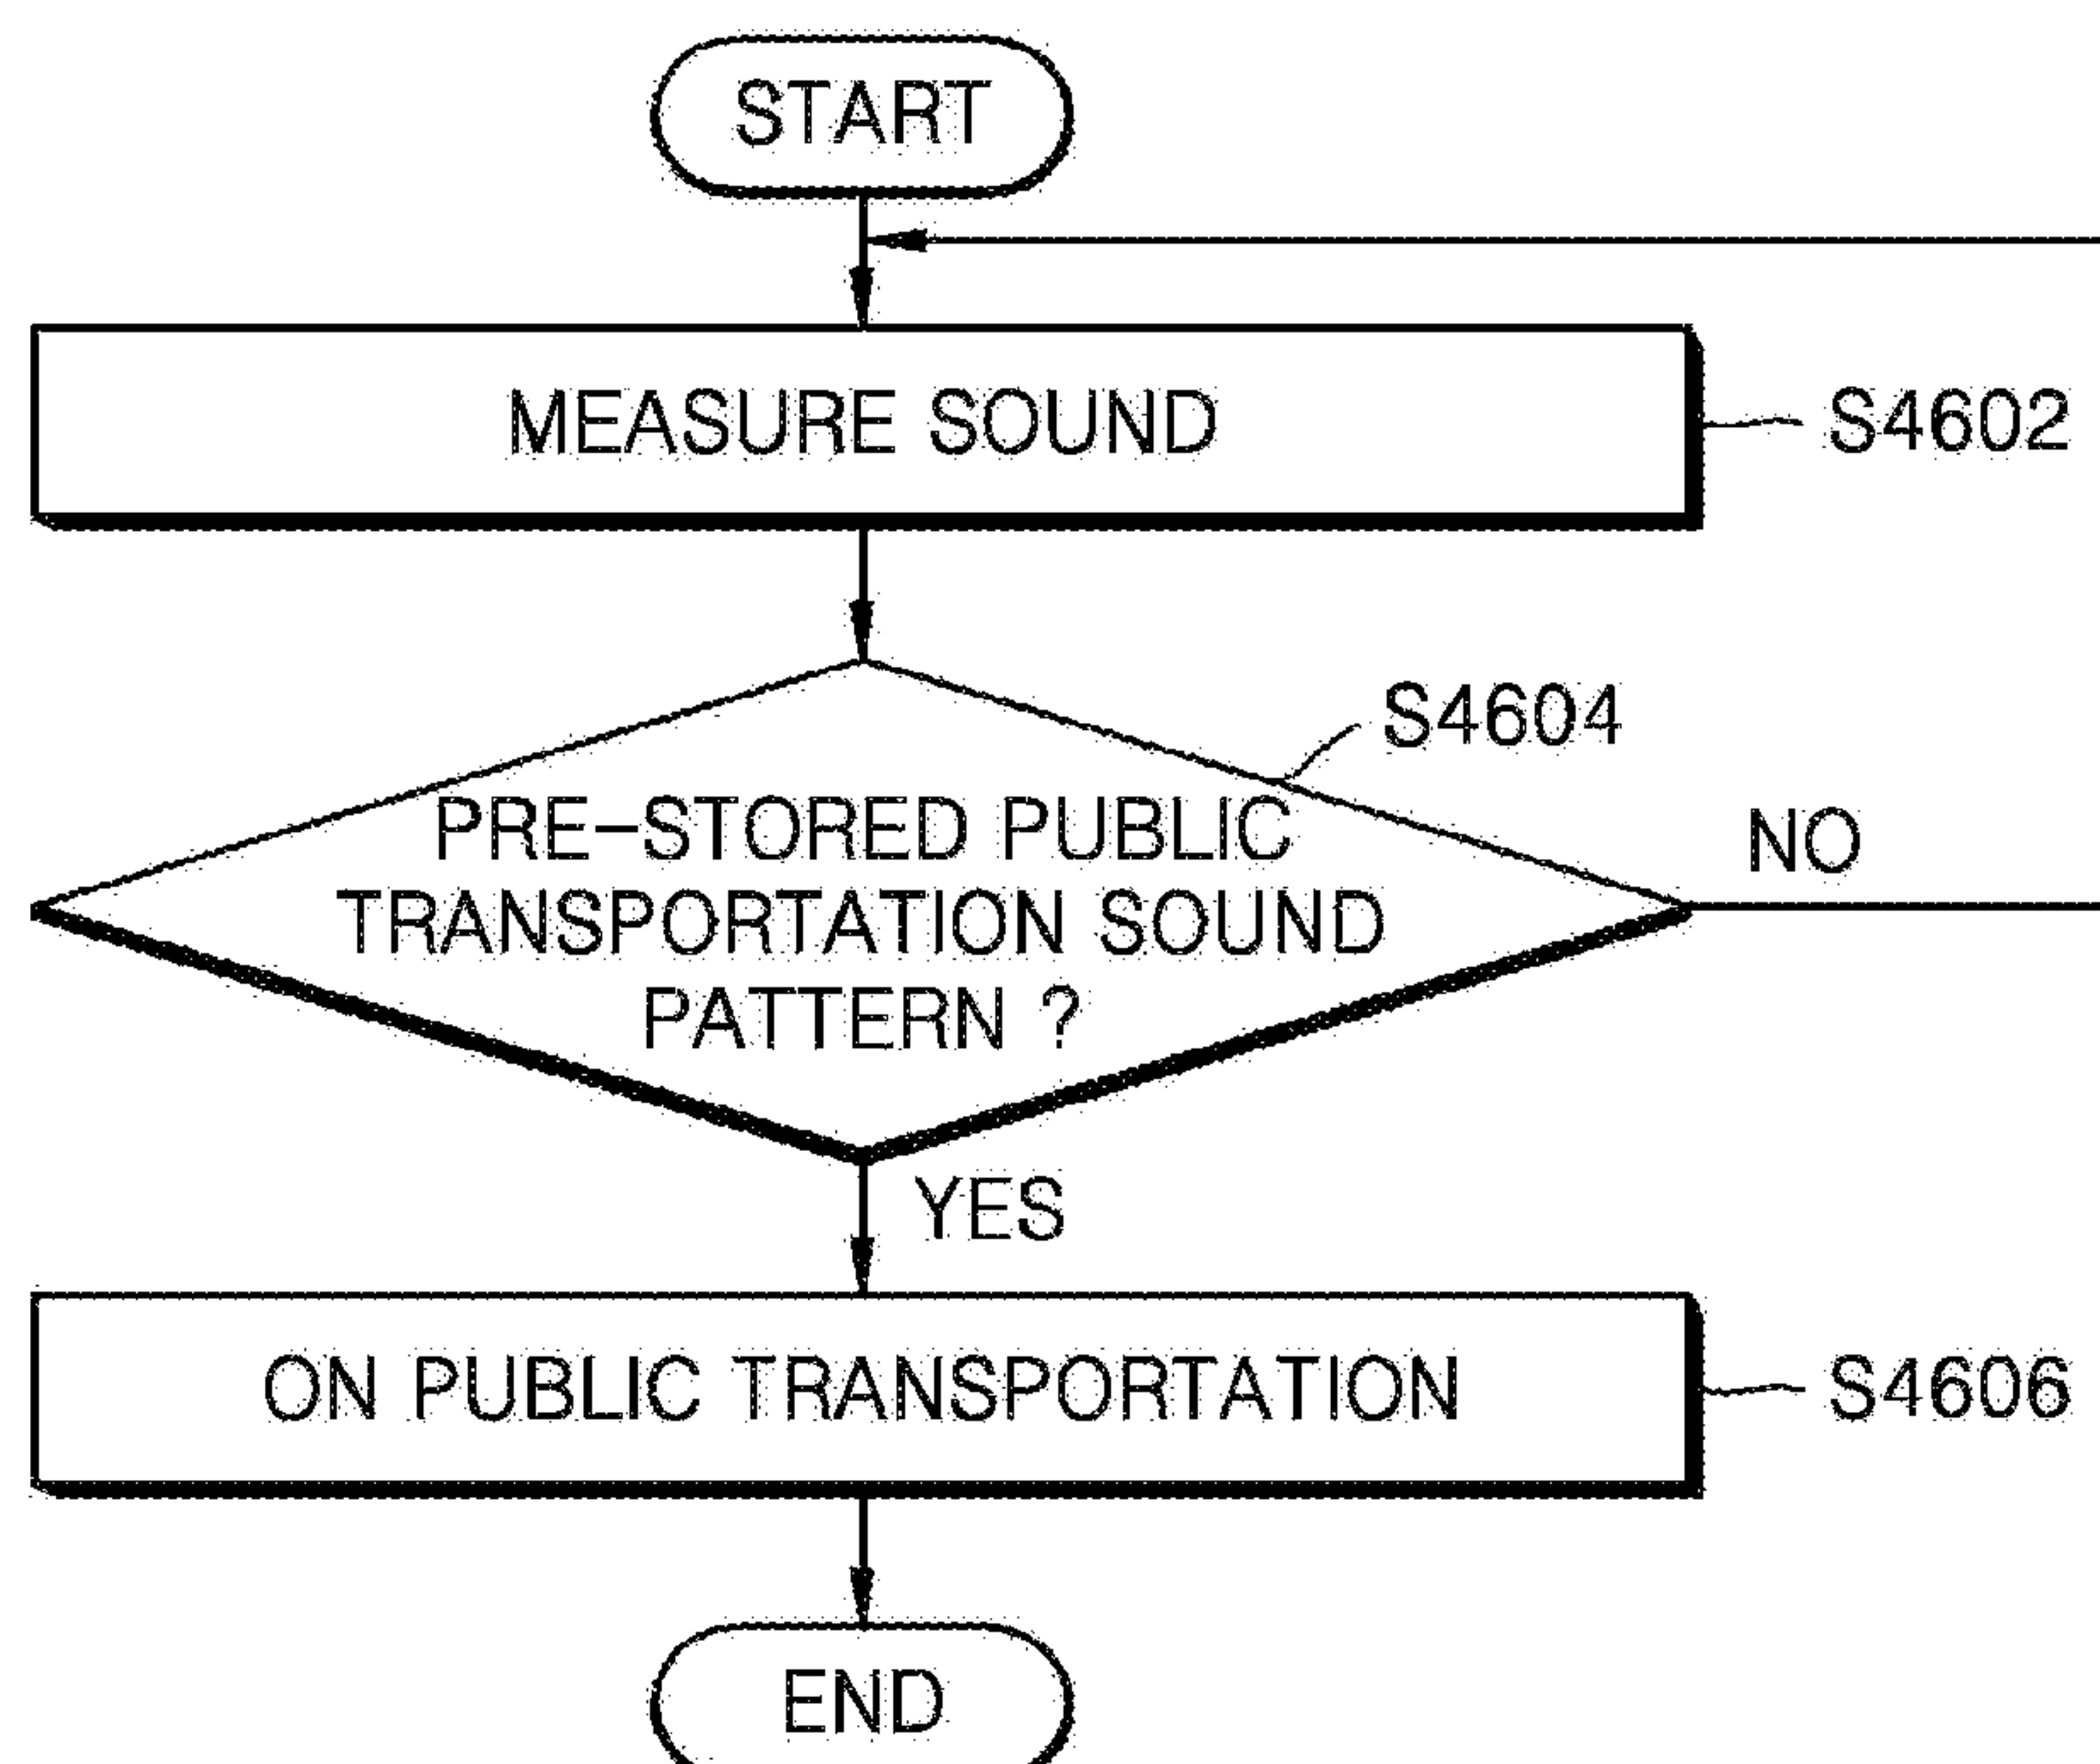 START
MEASURE SOUND
S4602
S4604
PRE-STORED PUBLIC
TRANSPORTATION SOUND
PATTERN ?
NO
YES
ON PUBLIC TRANSPORTATION
S4606
END